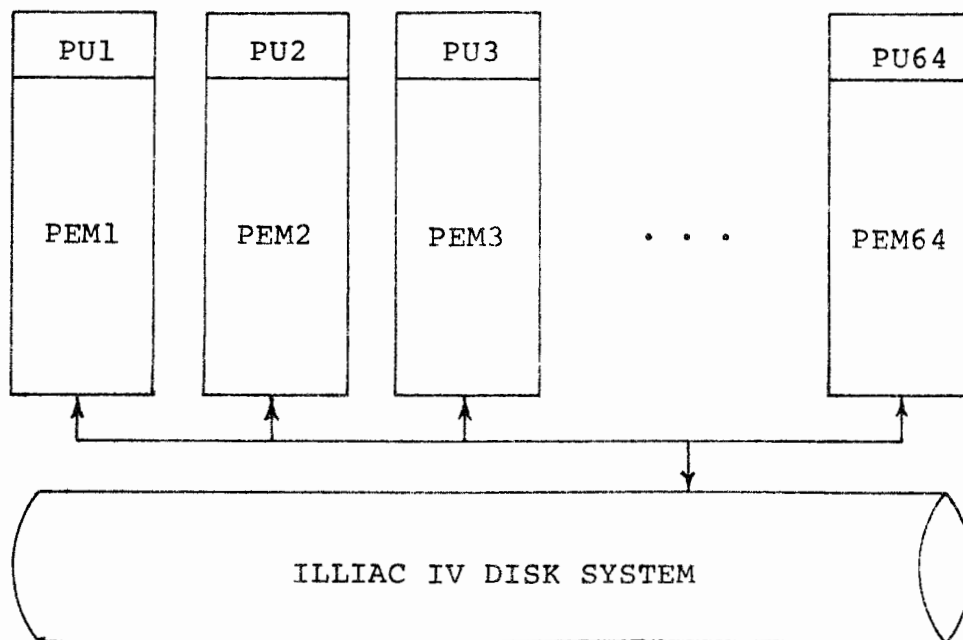 PU1 PU2 PU3 PU64
PEM1 PEM2 PEM3 . . . PEM64
ILLIAC IV DISK SYSTEM